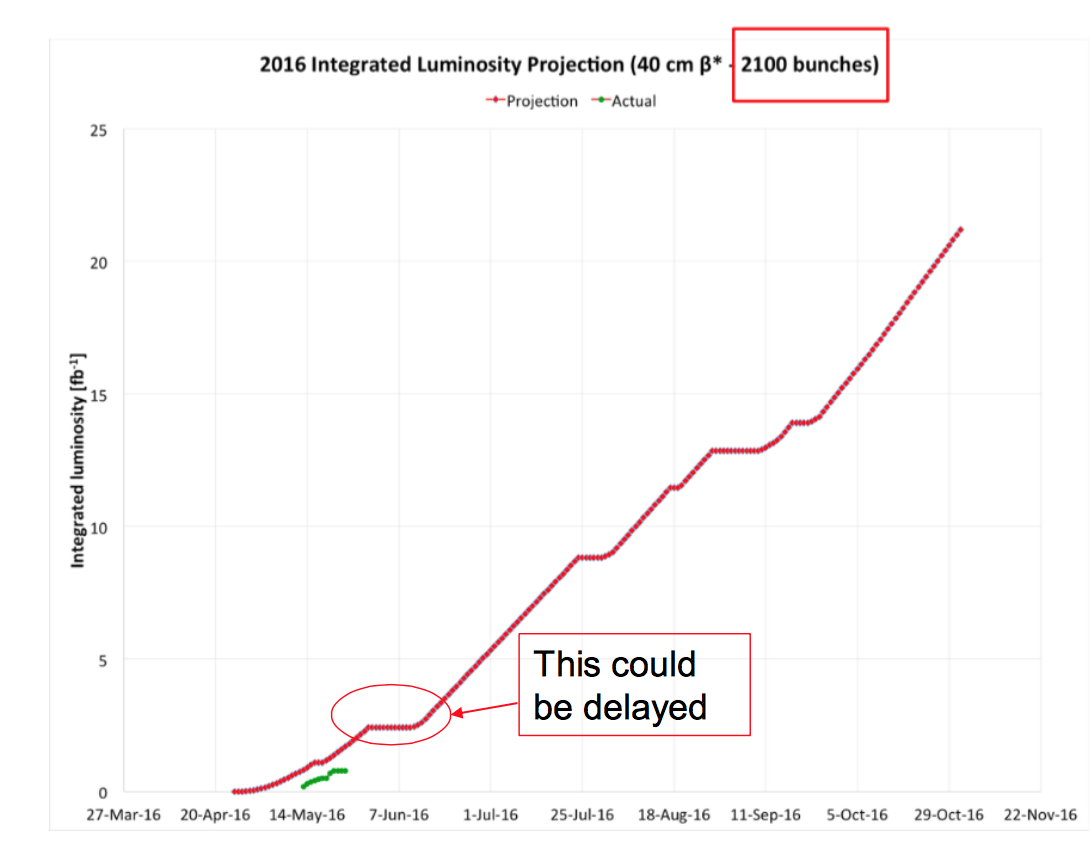 2016 Integrated Luminosity Projection (40 cm β* - 2100 bunches)
Projection Actual
Integrated luminosity [fb⁻¹]
25
20
15
10
5
0
This could
be delayed
27-Mar-16 20-Apr-16 14-May-16 7-Jun-16 1-Jul-16 25-Jul-16 18-Aug-16 11-Sep-16 5-Oct-16 29-Oct-16 22-Nov-16